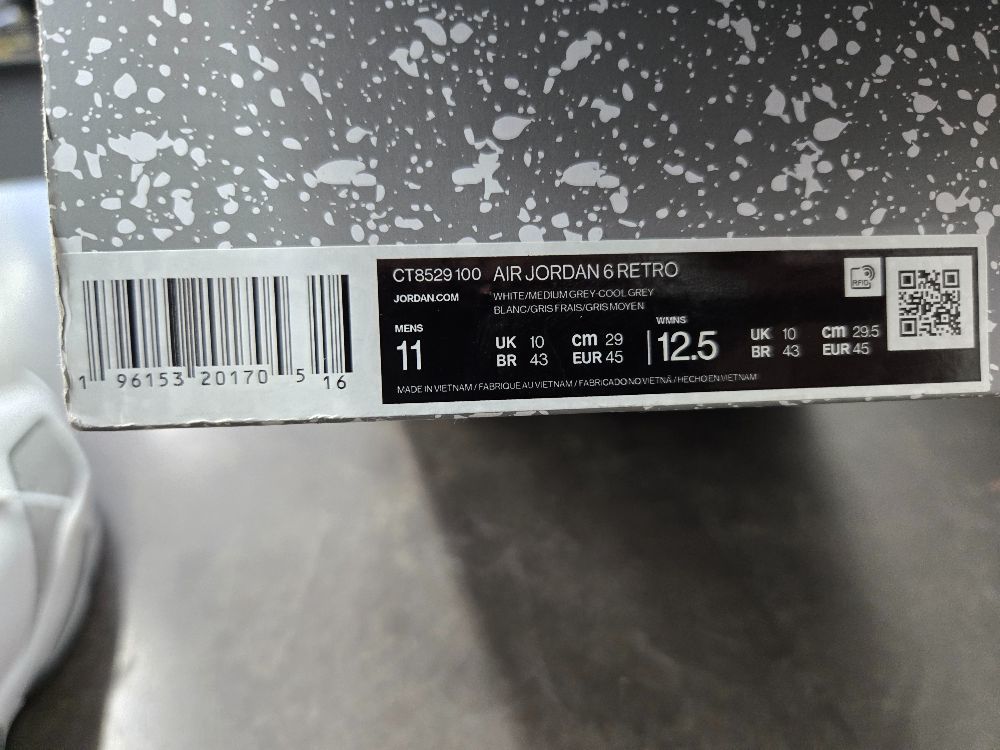 CT8529 100 AIR JORDAN 6 RETRO
RFID
JORDAN.COM
WHITE/MEDIUM GREY-COOL GREY
BLANC/GRIS FRAIS/GRIS MOYEN
MENS
11
UK 10 cm 29
BR 43 EUR 45
WMNS
12.5
UK 10 cm 29.5
BR 43 EUR 45
MADE IN VIETNAM / FABRIQUE AU VIETNAM / FABRICADO NO VIETNÃ / HECHO EN VIETNAM
1 96153 20170 5 16